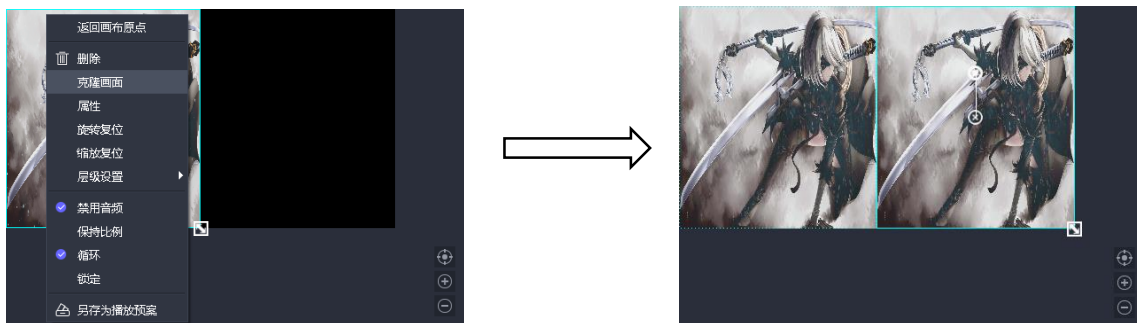 返回画布原点
删除
克隆画面
属性
旋转复位
缩放复位
层级设置
禁用音频
保持比例
循环
锁定
另存为播放预案